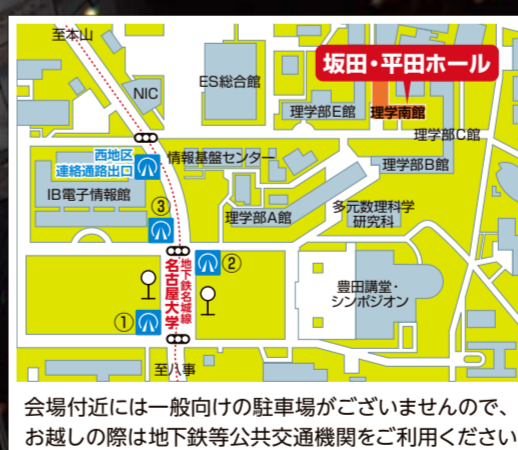 至本山
坂田・平田ホール
ES総合館
NIC
理学部E館
理学南館
理学部C館
西地区
連絡通路出口
情報基盤センター
理学部B館
IB電子情報館
③
理学部A館
多元数理科学
研究科
②
地下鉄名城線
名古屋大学
豊田講堂・
シンポジオン
①
至八事
会場付近には一般向けの駐車場がございませんので、
お越しの際は地下鉄等公共交通機関をご利用ください